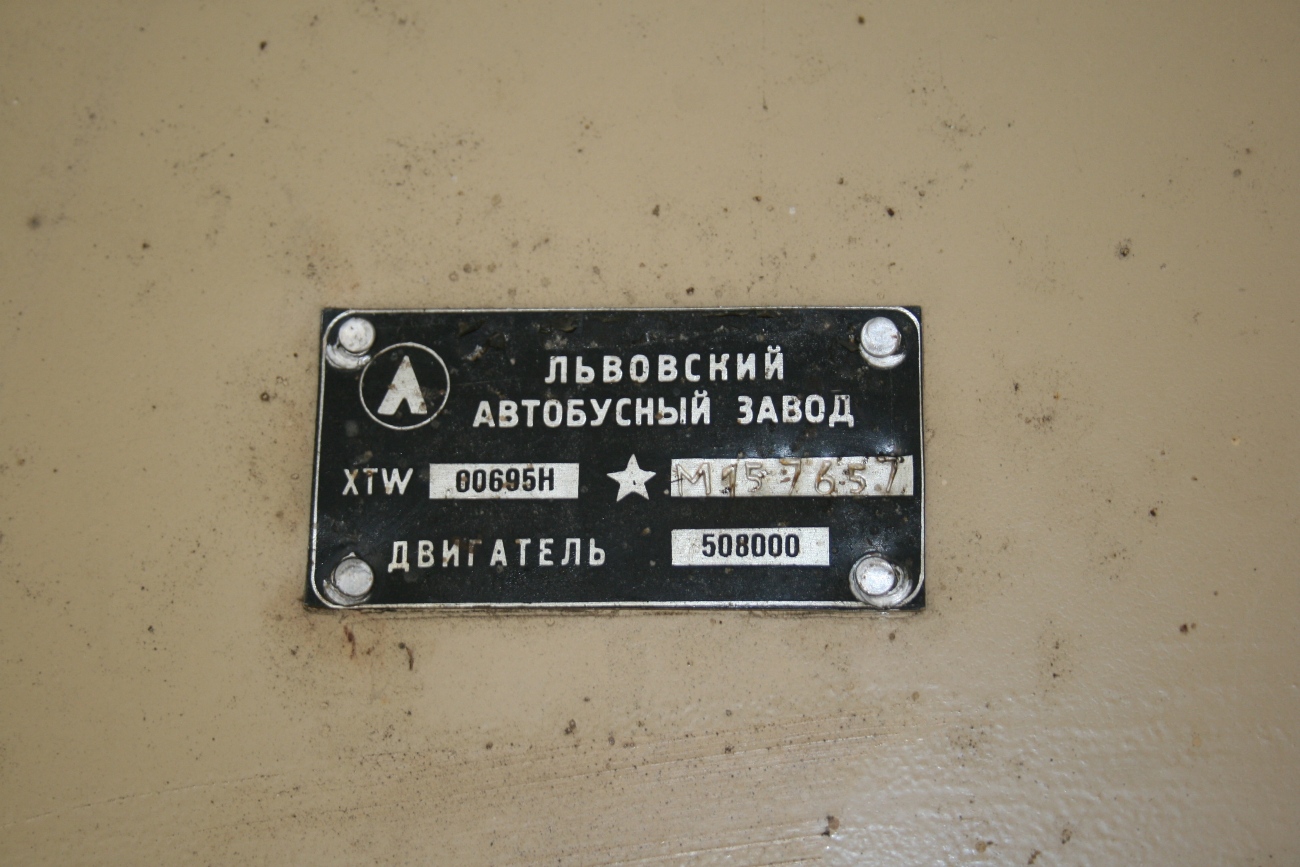 ЛЬВОВСКИЙ
АВТОБУСНЫЙ ЗАВОД
XTW 00695H ★ M157657
ДВИГАТЕЛЬ 508000